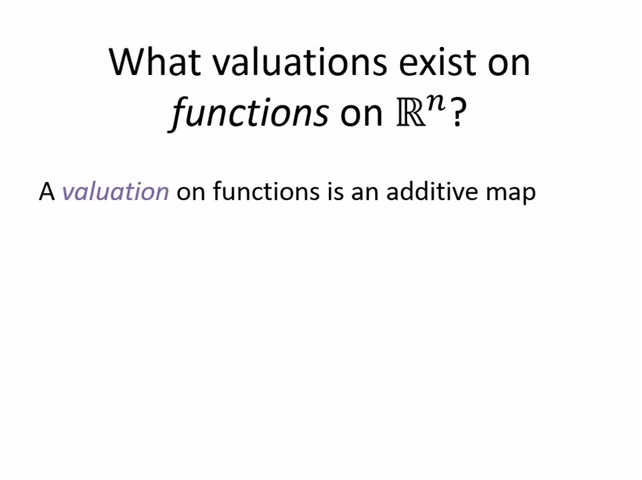 What valuations exist on
functions on ℝⁿ?
A valuation on functions is an additive map